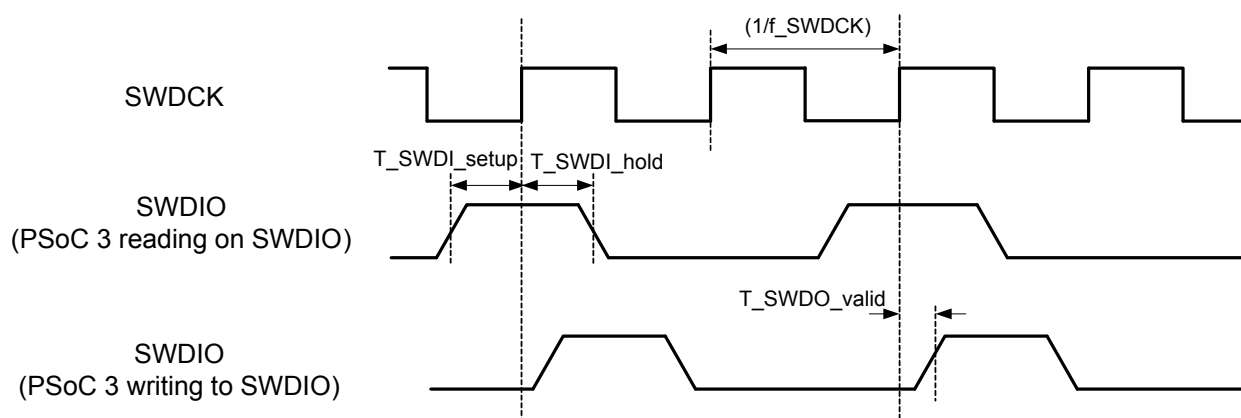 (1/f_SWDCK)
SWDCK
T_SWDI_setup
T_SWDI_hold
SWDIO
(PSoC 3 reading on SWDIO)
T_SWDO_valid
SWDIO
(PSoC 3 writing to SWDIO)